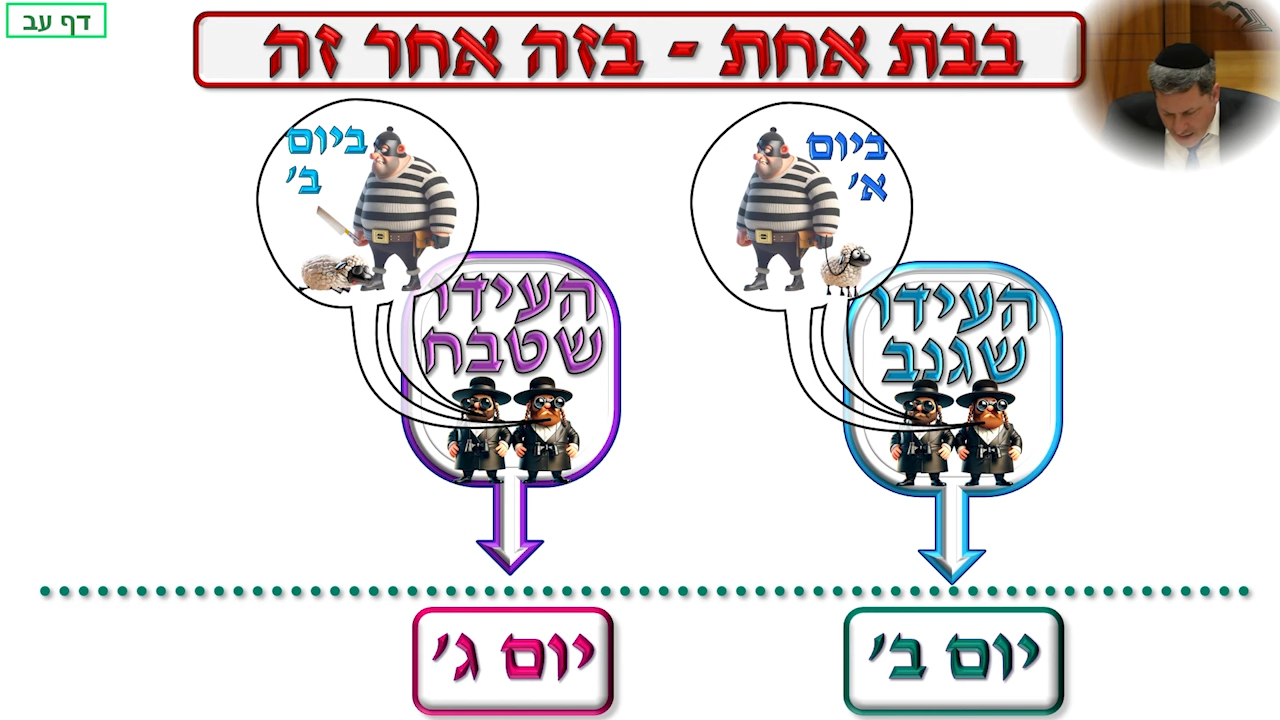 דף עב
בבת אחת - בזה אחר זה
ביום
א'
העידו
שגנב
ביום
ב'
העידו
שטבח
יום ב'
יום ג'